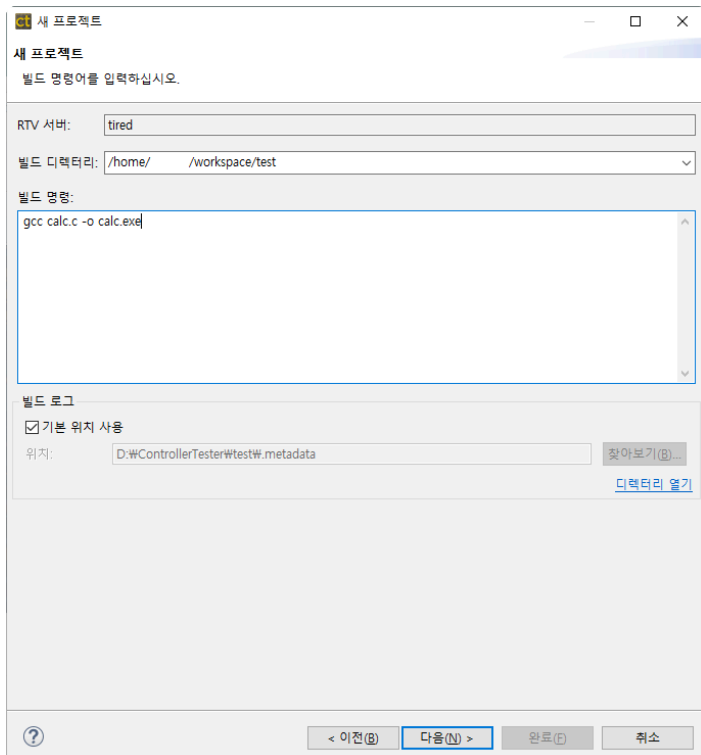 ct 새 프로젝트
새 프로젝트
빌드 명령어를 입력하십시오.
RTV 서버: tired
빌드 디렉터리: /home/ /workspace/test
빌드 명령:
gcc calc.c -o calc.exe
빌드 로그
기본 위치 사용
위치: D:₩ControllerTester₩test₩.metadata 찾아보기(B)...
디렉터리 열기
? < 이전(B) 다음(N) > 완료(F) 취소